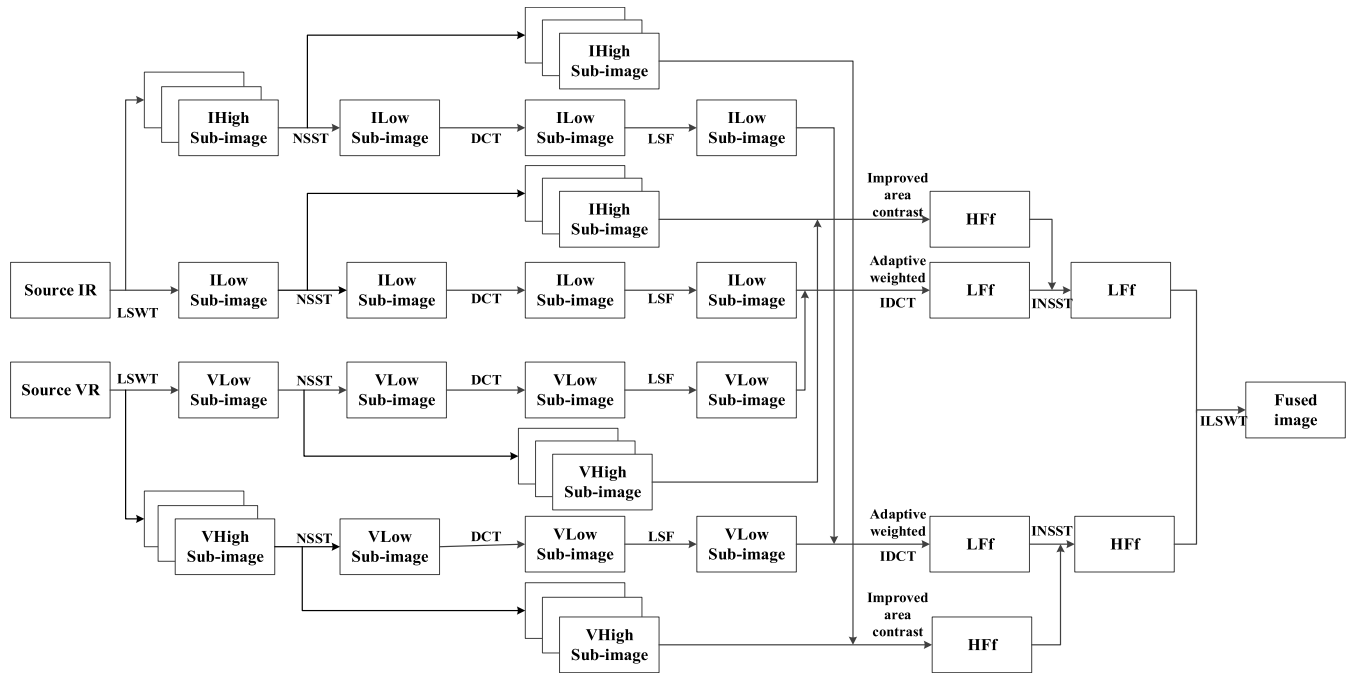 IHigh
Sub-image
IHigh
Sub-image
NSST
ILow
Sub-image
DCT
ILow
Sub-image
LSF
ILow
Sub-image
IHigh
Sub-image
Improved
area
contrast
HFf
Source IR
LSWT
ILow
Sub-image
NSST
ILow
Sub-image
DCT
ILow
Sub-image
LSF
ILow
Sub-image
Adaptive
weighted
IDCT
LFf
INSST
LFf
Source VR
LSWT
VLow
Sub-image
NSST
VLow
Sub-image
DCT
VLow
Sub-image
LSF
VLow
Sub-image
ILSWT
Fused
image
VHigh
Sub-image
VHigh
Sub-image
NSST
VLow
Sub-image
DCT
VLow
Sub-image
LSF
VLow
Sub-image
Adaptive
weighted
IDCT
LFf
INSST
HFf
VHigh
Sub-image
Improved
area
contrast
HFf